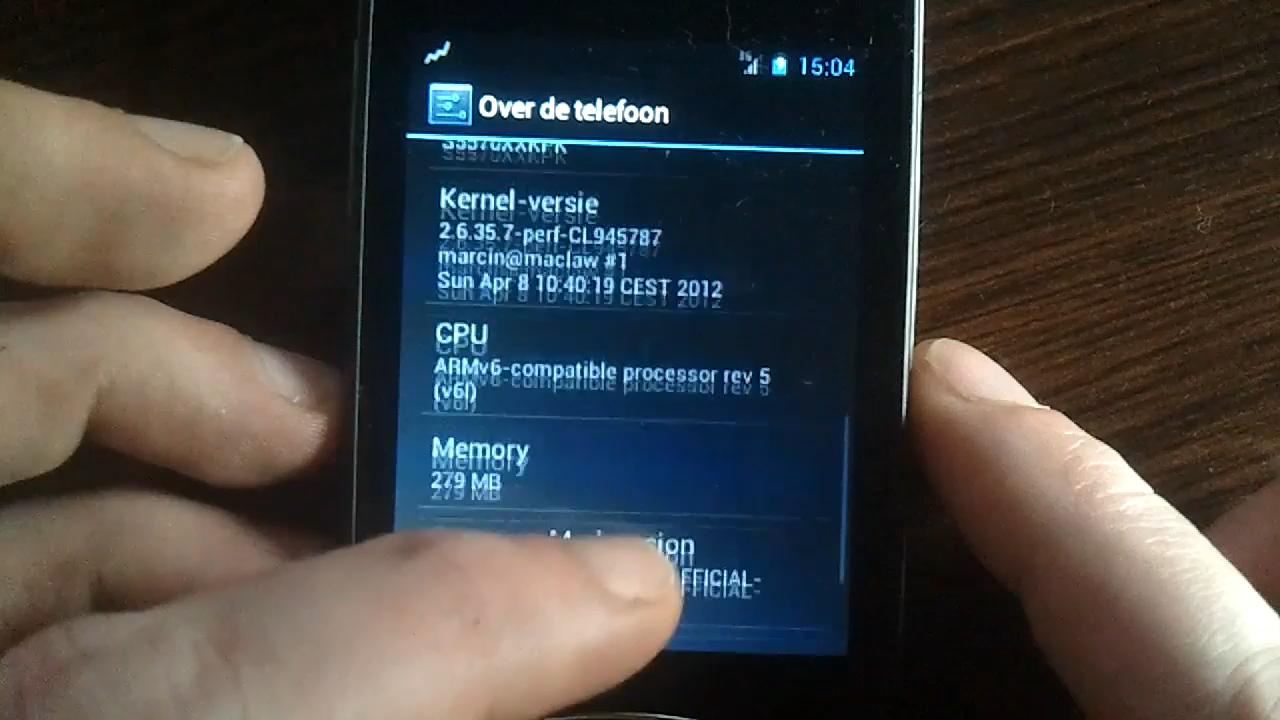 15:04
Over de telefoon
S5570XXKPK
Kernel-versie
2.6.35.7-perf-CL945787
marcin@maclaw #1
Sun Apr 8 10:40:19 CEST 2012
CPU
ARMv6-compatible processor rev 5
(v6l)
Memory
279 MB